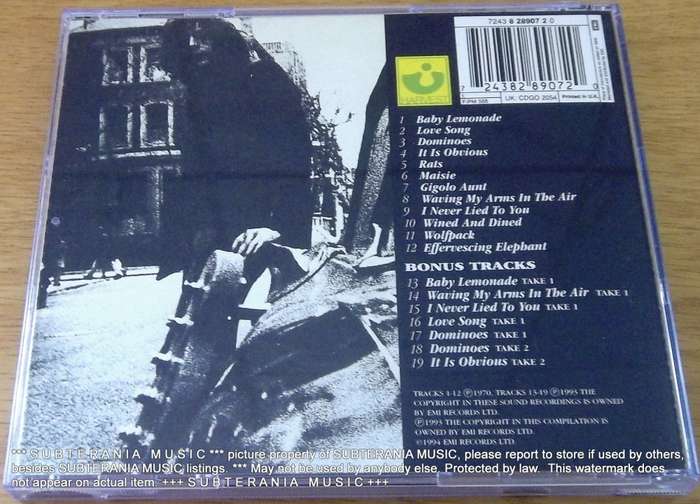 7243 8 28907 2 0
7 24382 89072 0
HARVEST
F:PM 588
UK: CDGO 2054
Printed in U.K.
1 Baby Lemonade
2 Love Song
3 Dominoes
4 It Is Obvious
5 Rats
6 Maisie
7 Gigolo Aunt
8 Waving My Arms In The Air
9 I Never Lied To You
10 Wined And Dined
11 Wolfpack
12 Effervescing Elephant
BONUS TRACKS
13 Baby Lemonade TAKE 1
14 Waving My Arms In The Air TAKE 1
15 I Never Lied To You TAKE 1
16 Love Song TAKE 1
17 Dominoes TAKE 1
18 Dominoes TAKE 2
19 It Is Obvious TAKE 2
TRACKS 1-12 ℗1970, TRACKS 13-19 ℗1993 THE
COPYRIGHT IN THESE SOUND RECORDINGS IS OWNED
BY EMI RECORDS LTD.
℗1993 THE COPYRIGHT IN THIS COMPILATION IS
OWNED BY EMI RECORDS LTD.
©1994 EMI RECORDS LTD.
*** S U B T E R A N I A M U S I C *** picture property of SUBTERANIA MUSIC, please report to store if used by others,
besides SUBTERANIA MUSIC listings. *** May not be used by anybody else. Protected by law. This watermark does
not appear on actual item. +++ S U B T E R A N I A M U S I C +++